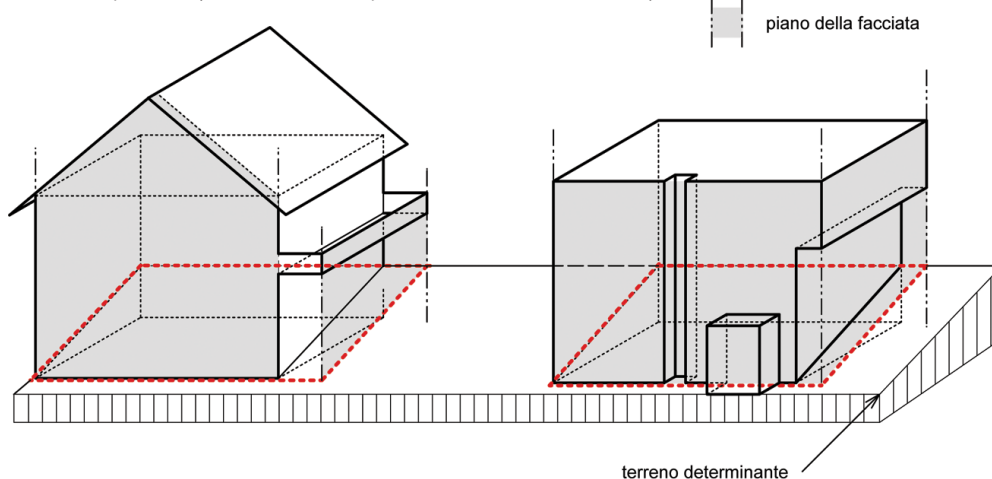 piano della facciata
terreno determinante